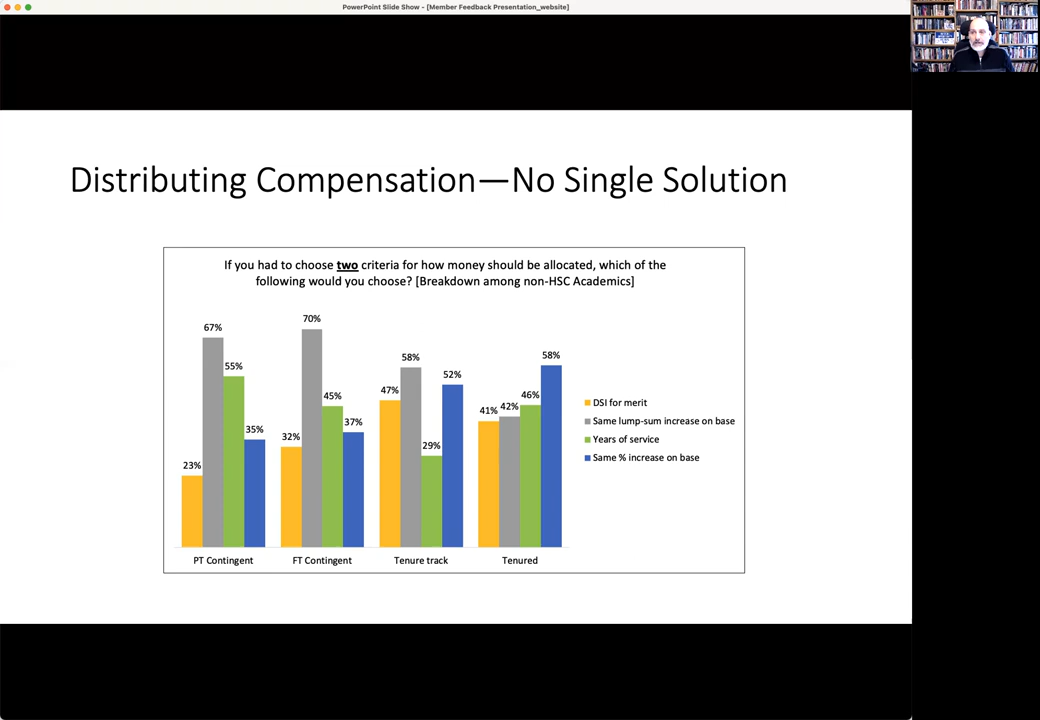 PowerPoint Slide Show - [Member Feedback Presentation_website]
Distributing Compensation—No Single Solution
If you had to choose two criteria for how money should be allocated, which of the
following would you choose? [Breakdown among non-HSC Academics]
67%
70%
58%
58%
55%
52%
47%
45%
46%
42%
41%
35%
37%
32%
29%
23%
DSI for merit
Same lump-sum increase on base
Years of service
Same % increase on base
PT Contingent
FT Contingent
Tenure track
Tenured